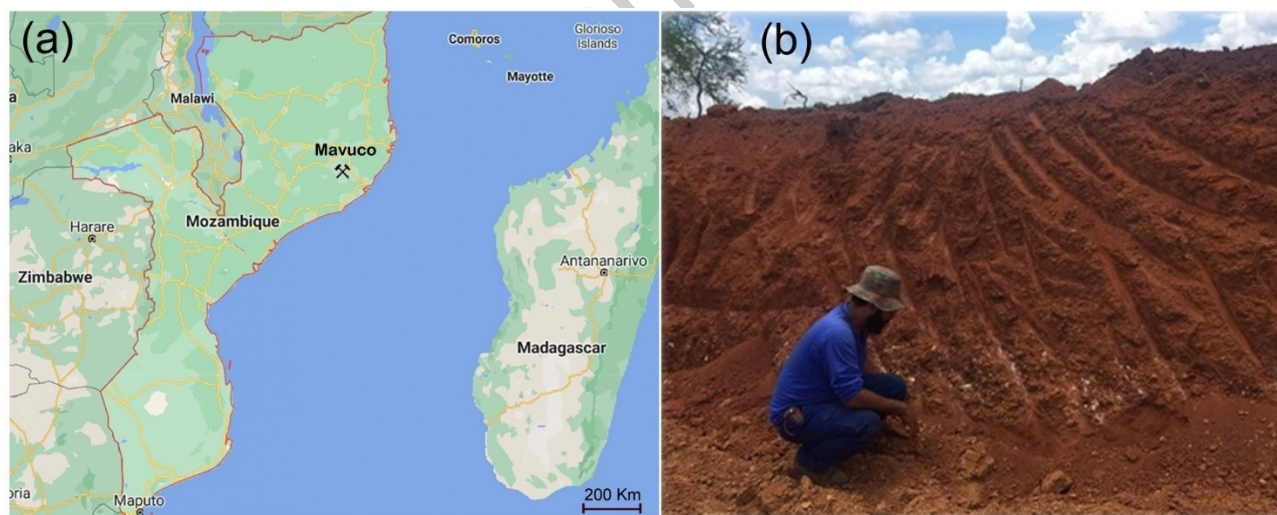 (a)
Comoros
Glorioso
Islands
Mayotte
Malawi
aka
Mavuco
Mozambique
Harare
Zimbabwe
Antananarivo
Madagascar
oria
Maputo
200 Km
(b)